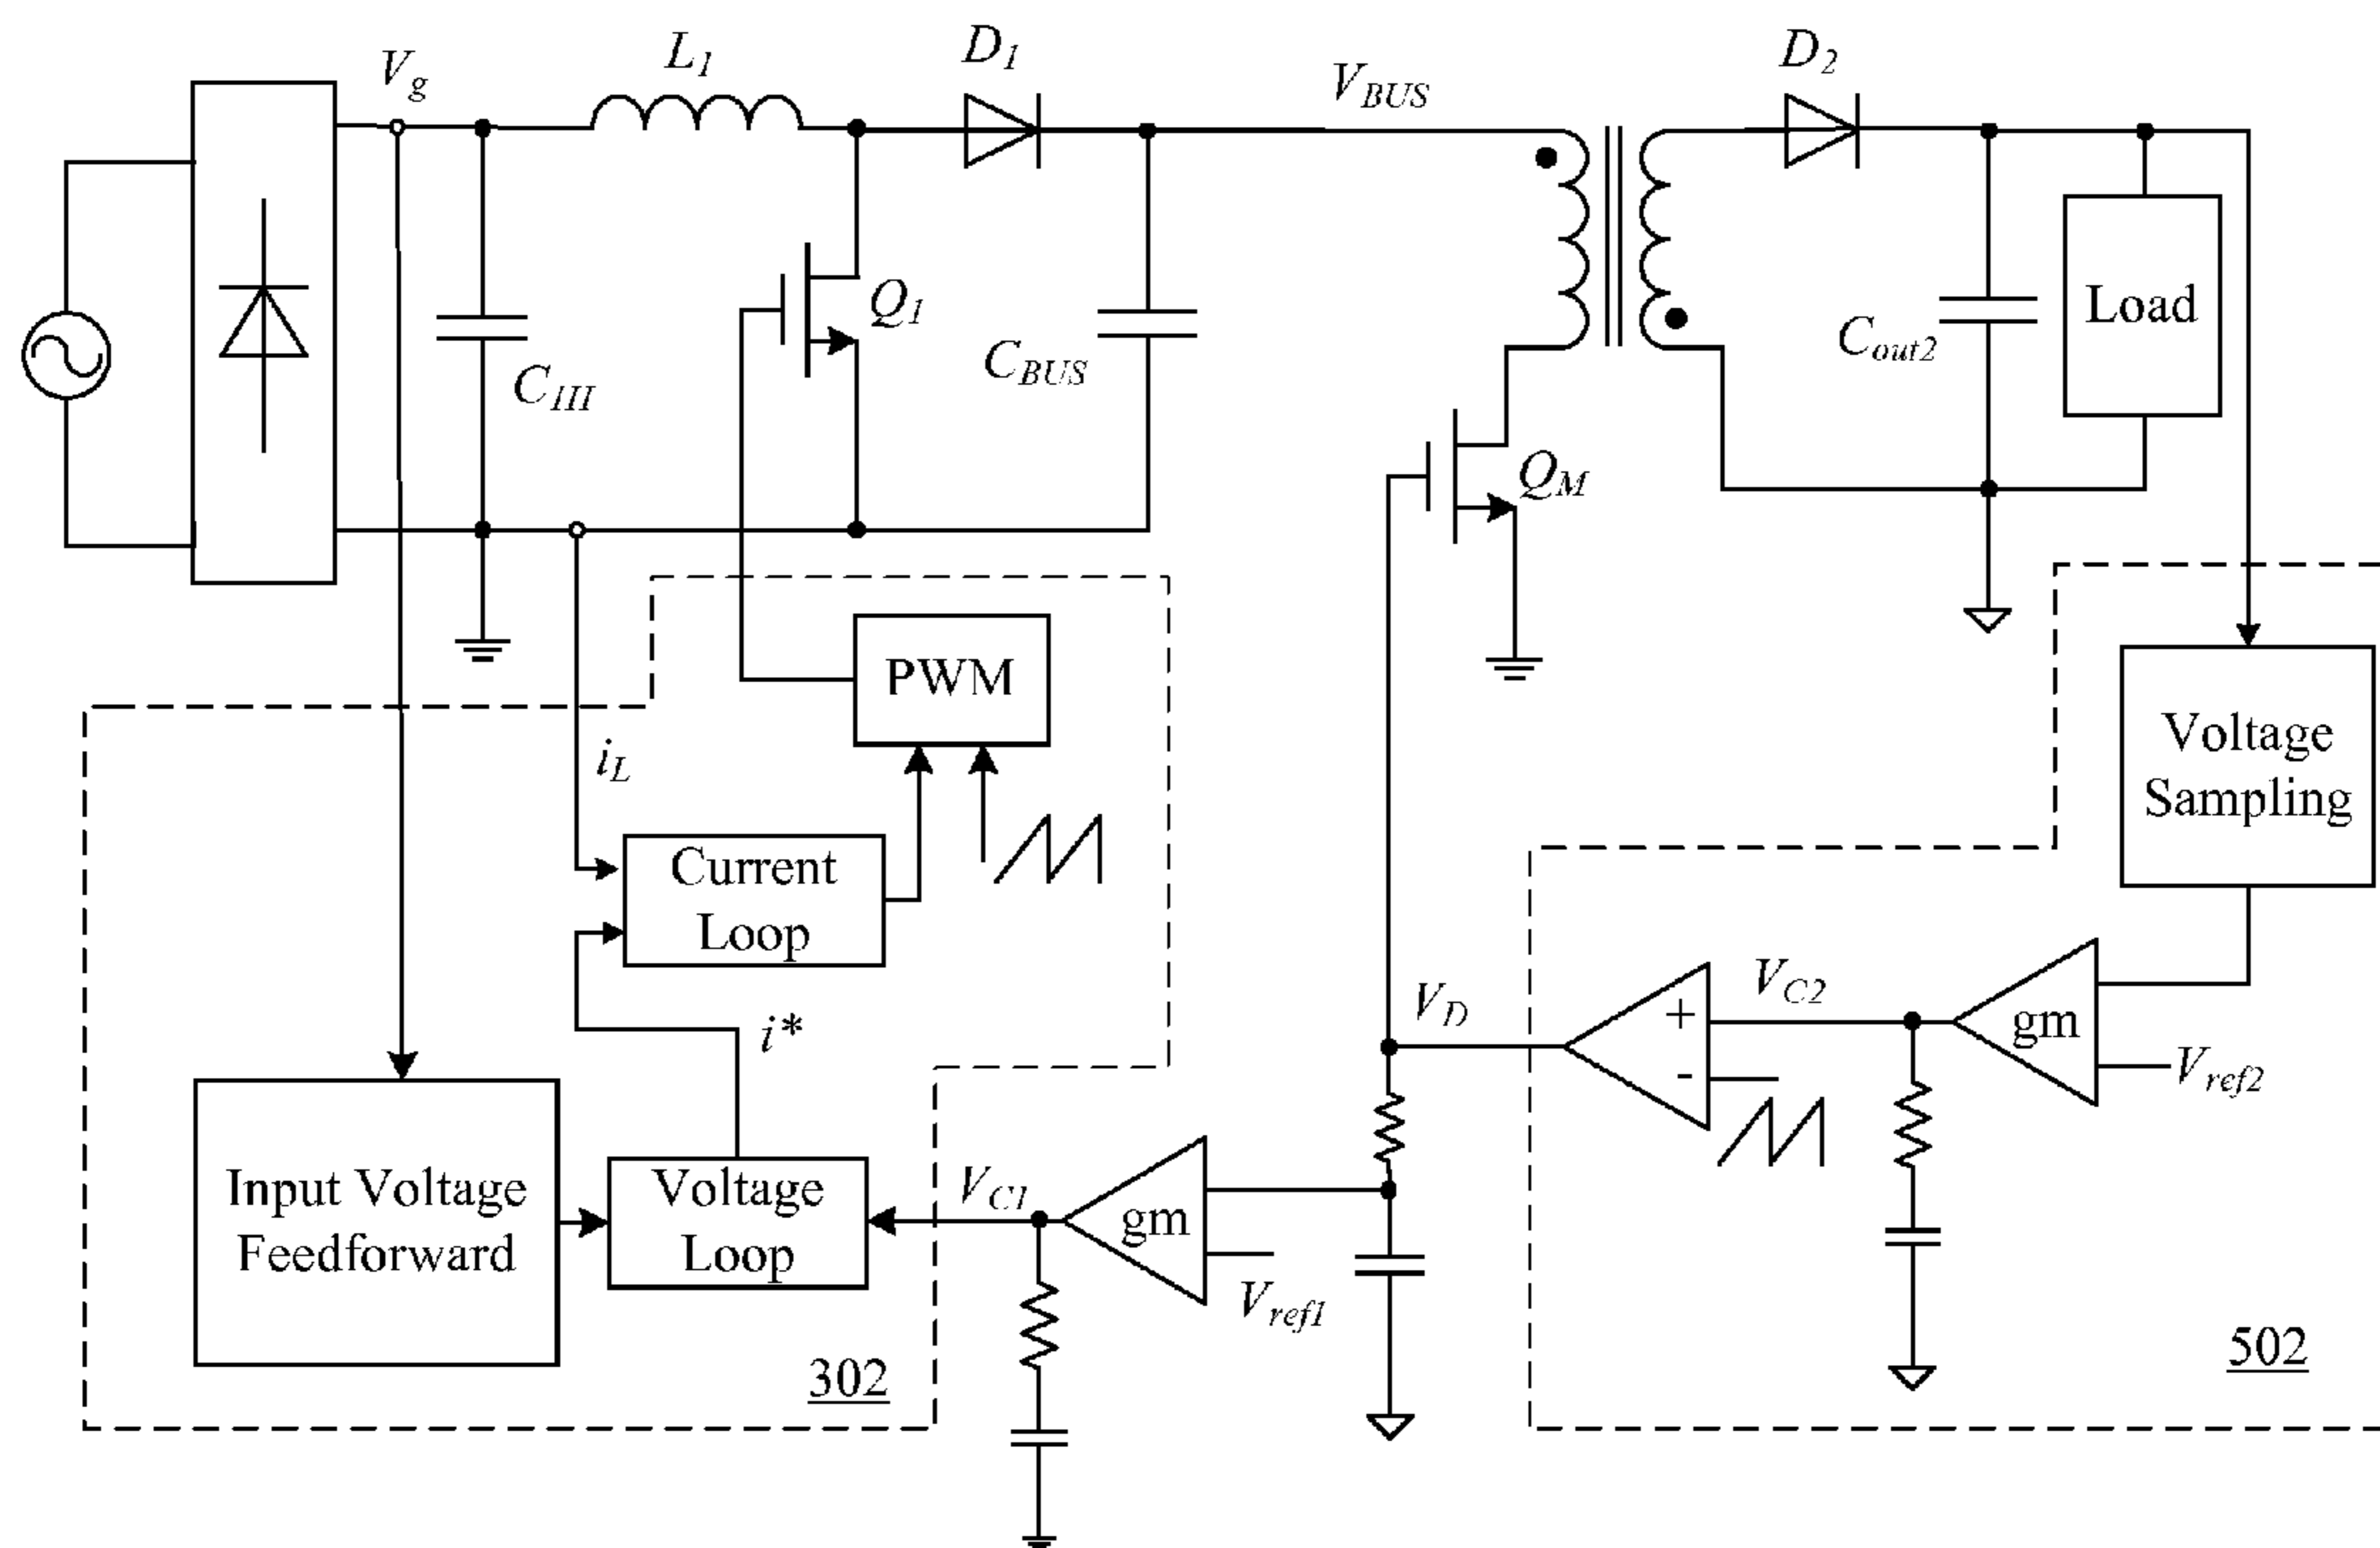 Vg
L1
D1
VBUS
D2
Q1
CIII
CBUS
Cout2
Load
QM
PWM
iL
Voltage
Sampling
Current
Loop
VD
+
-
VC2
gm
Vref2
i*
Input Voltage
Feedforward
Voltage
Loop
VC1
gm
Vref1
302
502